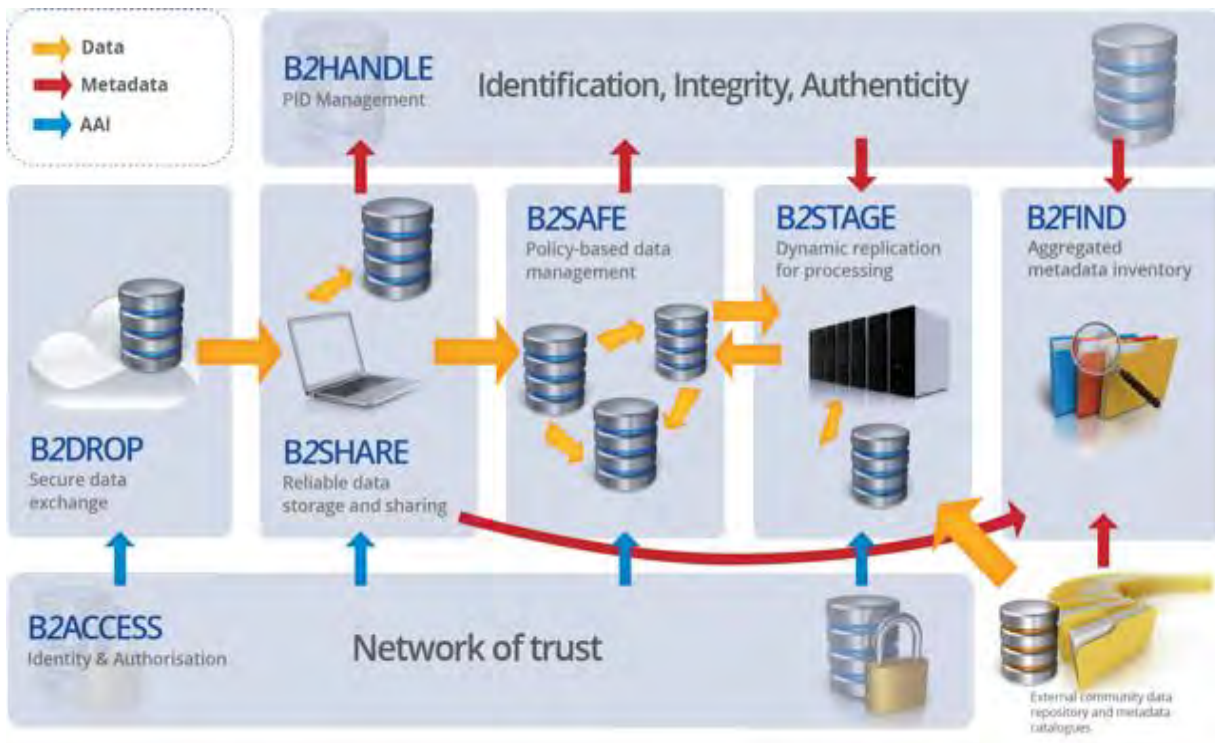 Data
Metadata
AAI
B2HANDLE
PID Management
Identification, Integrity, Authenticity
B2DROP
Secure data
exchange
B2SHARE
Reliable data
storage and sharing
B2SAFE
Policy-based data
management
B2STAGE
Dynamic replication
for processing
B2FIND
Aggregated
metadata inventory
B2ACCESS
Identity & Authorisation
Network of trust
External community data
repository and metadata
catalogues